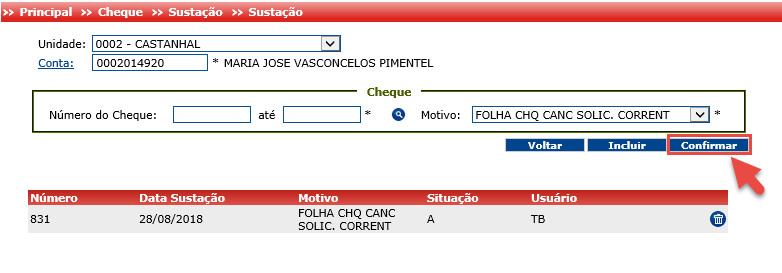 >> Principal >> Cheque >> Sustação >> Sustação
Unidade: 0002 - CASTANHAL
Conta: 0002014920 * MARIA JOSE VASCONCELOS PIMENTEL
Cheque
Número do Cheque: até * Motivo: FOLHA CHQ CANC SOLIC. CORRENT *
Voltar Incluir Confirmar
Número Data Sustação Motivo Situação Usuário
831 28/08/2018 FOLHA CHQ CANC SOLIC. CORRENT A TB